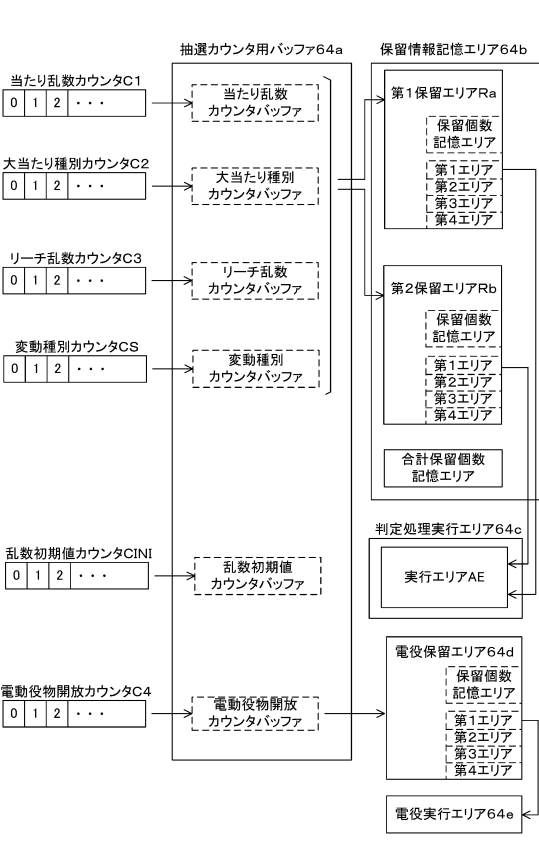 抽選カウンタ用バッファ64a
保留情報記憶エリア64b
当たり乱数カウンタC1
0 1 2 ・・・
当たり乱数
カウンタバッファ
大当たり種別カウンタC2
0 1 2 ・・・
大当たり種別
カウンタバッファ
リーチ乱数カウンタC3
0 1 2 ・・・
リーチ乱数
カウンタバッファ
変動種別カウンタCS
0 1 2 ・・・
変動種別
カウンタバッファ
乱数初期値カウンタCINI
0 1 2 ・・・
乱数初期値
カウンタバッファ
電動役物開放カウンタC4
0 1 2 ・・・
電動役物開放
カウンタバッファ
第1保留エリアRa
保留個数
記憶エリア
第1エリア
第2エリア
第3エリア
第4エリア
第2保留エリアRb
保留個数
記憶エリア
第1エリア
第2エリア
第3エリア
第4エリア
合計保留個数
記憶エリア
判定処理実行エリア64c
実行エリアAE
電役保留エリア64d
保留個数
記憶エリア
第1エリア
第2エリア
第3エリア
第4エリア
電役実行エリア64e